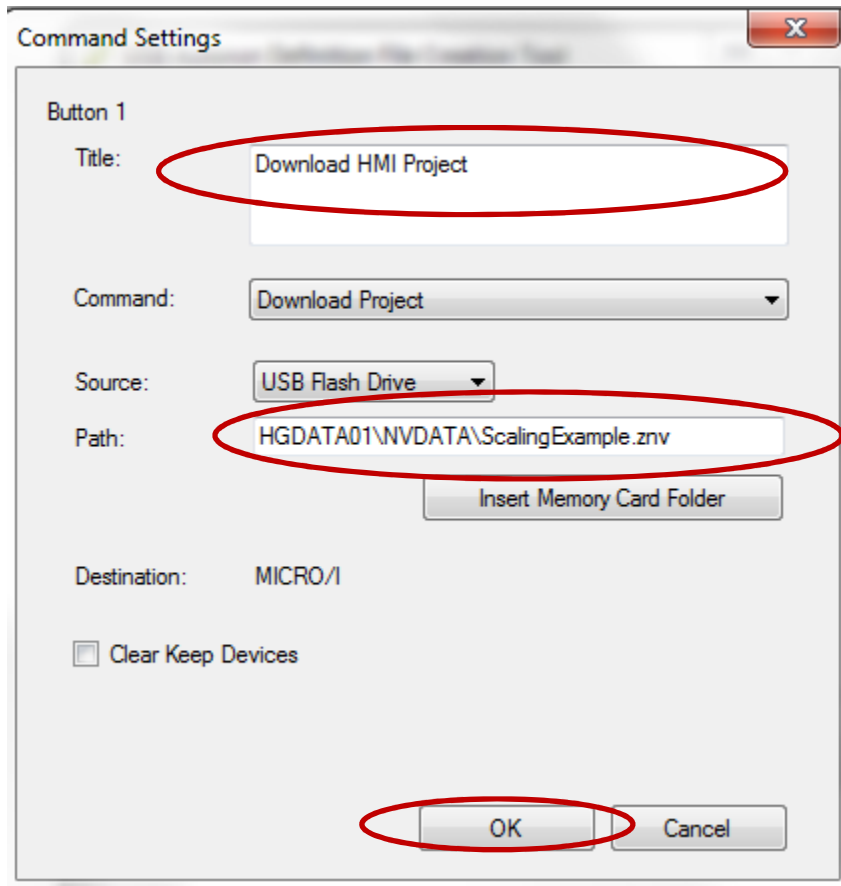 Command Settings
Button 1
Title:
Download HMI Project
Command:
Download Project
Source:
USB Flash Drive
Path:
HGDATA01\NVDATA\ScalingExample.znv
Insert Memory Card Folder
Destination:
MICRO/I
Clear Keep Devices
OK
Cancel